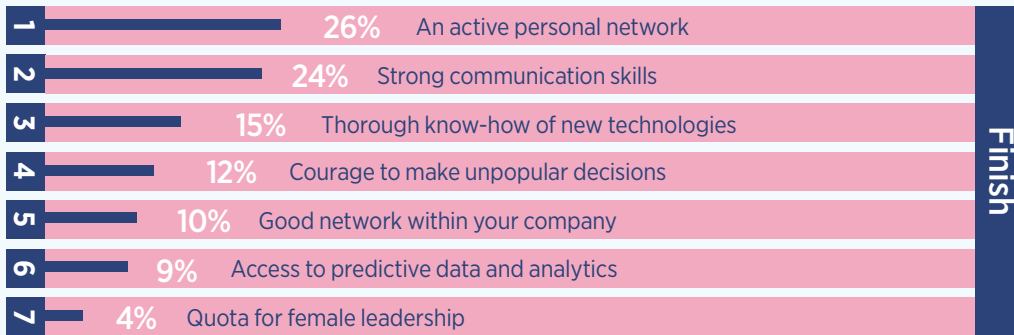 1 26% An active personal network
2 24% Strong communication skills
3 15% Thorough know-how of new technologies
4 12% Courage to make unpopular decisions
5 10% Good network within your company
6 9% Access to predictive data and analytics
7 4% Quota for female leadership
Finish